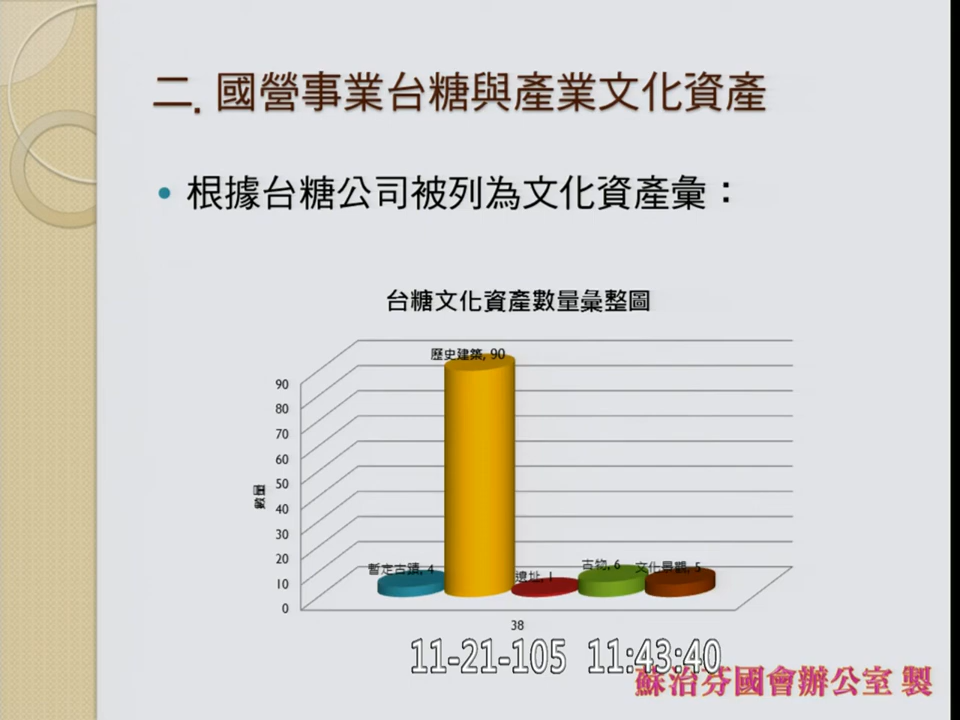 二. 國營事業台糖與產業文化資產
• 根據台糖公司被列為文化資產彙：
台糖文化資產數量彙整圖
歷史建築, 90
90
80
70
60
50
40
30
20
10
0
數量
暫定古蹟, 4
遺址, 1
古物, 6
文化景觀, 5
38
11-21-105 11:43:40
蘇治芬國會辦公室 製